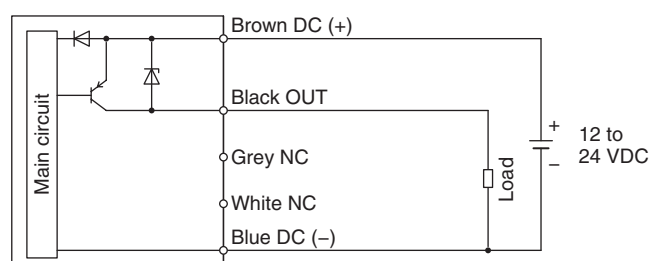 Brown DC (+)
Main circuit
Black OUT
Grey NC
White NC
Blue DC (−)
Load
+
−
12 to
24 VDC